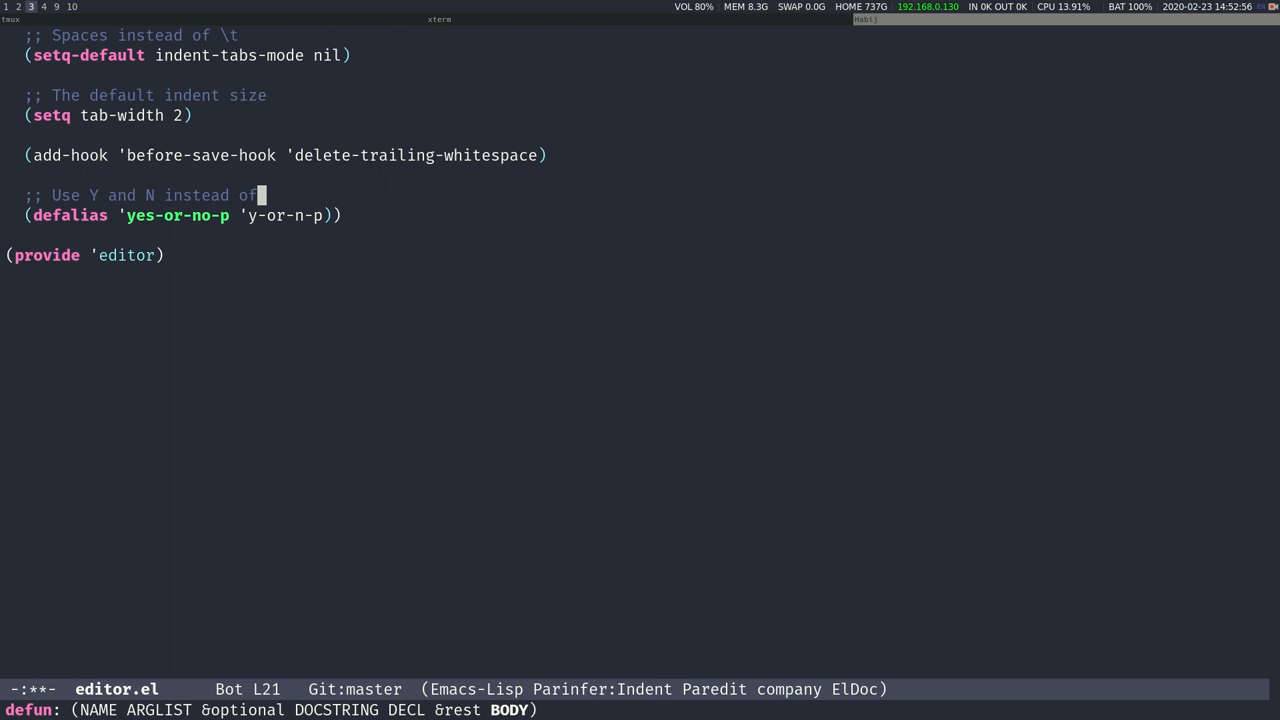 1 2 3 4 9 10 VOL 80% MEM 8.3G SWAP 0.0G HOME 737G 192.168.0.130 IN 0K OUT 0K CPU 13.91% BAT 100% 2020-02-23 14:52:56 EN
tmux xterm Habij
;; Spaces instead of \t
(setq-default indent-tabs-mode nil)
;; The default indent size
(setq tab-width 2)
(add-hook 'before-save-hook 'delete-trailing-whitespace)
;; Use Y and N instead of
(defalias 'yes-or-no-p 'y-or-n-p))
(provide 'editor)
-:**- editor.el Bot L21 Git:master (Emacs-Lisp Parinfer:Indent Paredit company ElDoc)
defun: (NAME ARGLIST &optional DOCSTRING DECL &rest BODY)